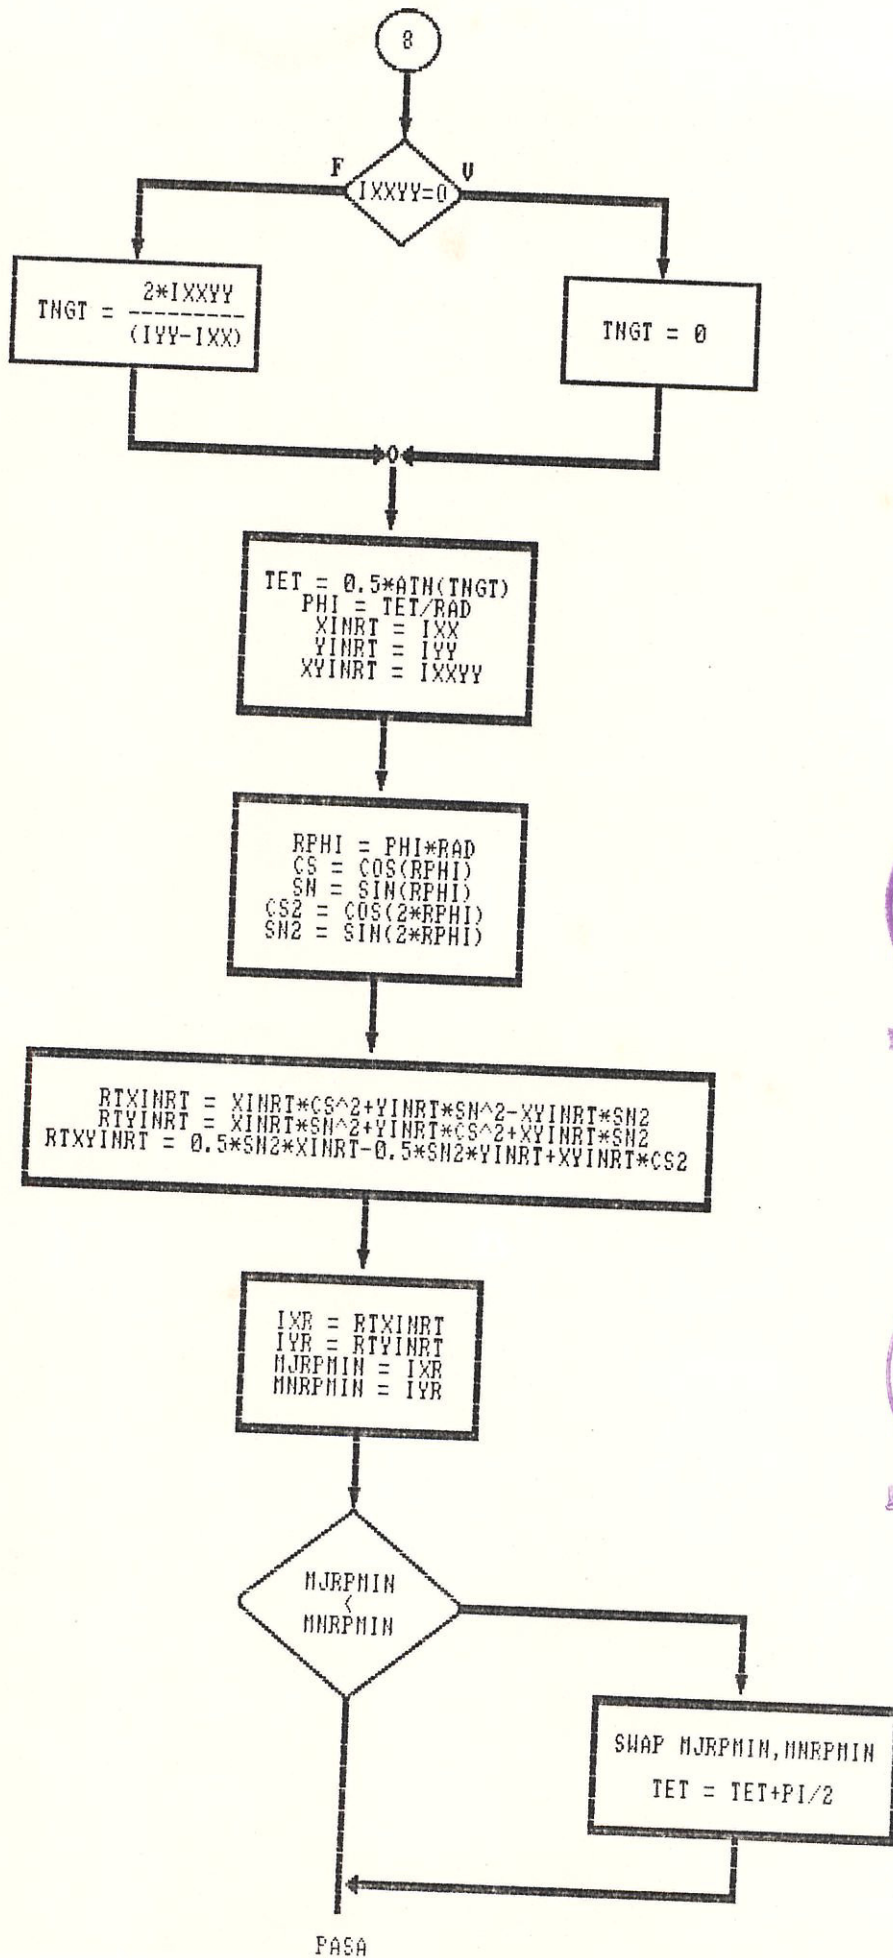 8
F
V
IXXYY=0
TNGT = 2*IXXYY
---------
(IYY-IXX)
TNGT = 0
O
TET = 0.5*ATN(TNGT)
PHI = TET/RAD
XINRT = IXX
YINRT = IYY
XYINRT = IXXYY
RPHI = PHI*RAD
CS = COS(RPHI)
SN = SIN(RPHI)
CS2 = COS(2*RPHI)
SN2 = SIN(2*RPHI)
RTXINRT = XINRT*CS^2+YINRT*SN^2-XYINRT*SN2
RTYINRT = XINRT*SN^2+YINRT*CS^2+XYINRT*SN2
RTXYINRT = 0.5*SN2*XINRT-0.5*SN2*YINRT+XYINRT*CS2
IXR = RTXINRT
IYR = RTYINRT
MJRPMIN = IXR
MNRPMIN = IYR
MJRPMIN
<
MNRPMIN
SWAP MJRPMIN,MNRPMIN
TET = TET+PI/2
PASA